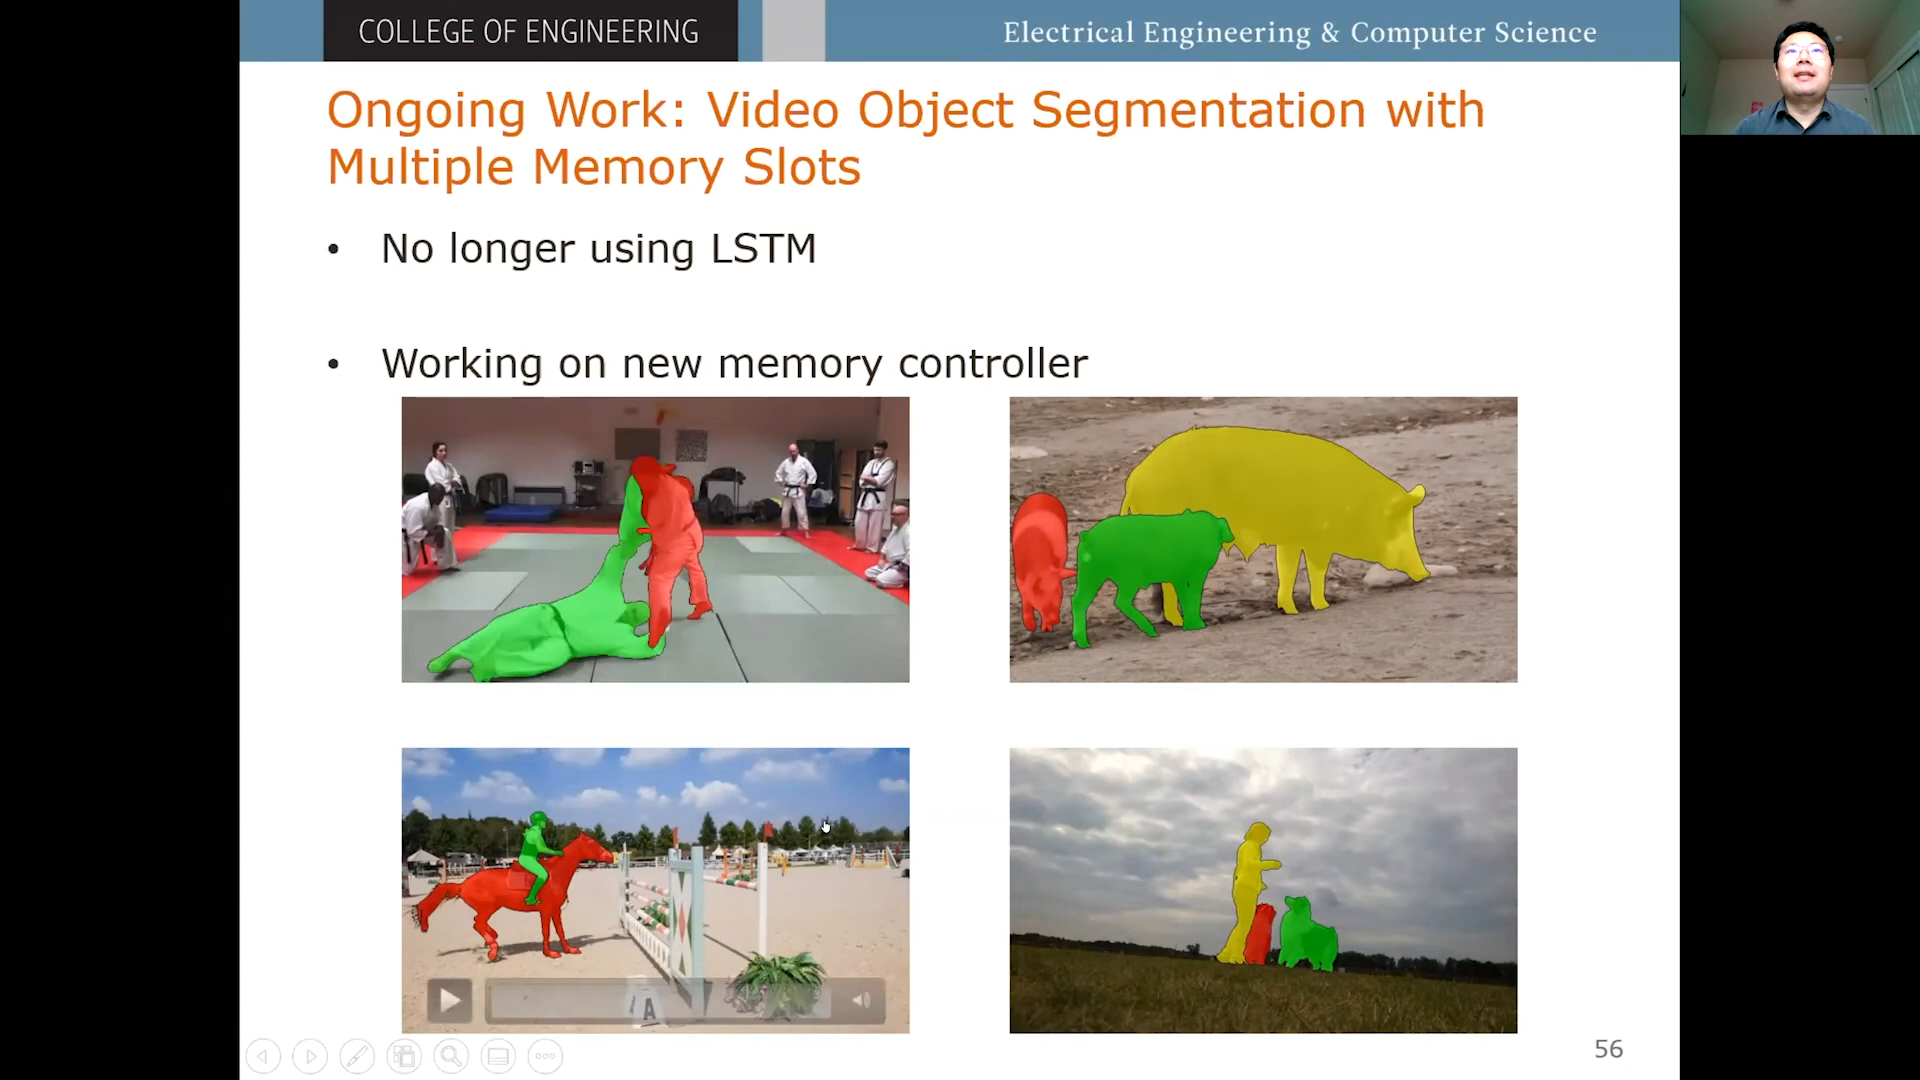 COLLEGE OF ENGINEERING
Electrical Engineering & Computer Science
Ongoing Work: Video Object Segmentation with
Multiple Memory Slots
• No longer using LSTM
• Working on new memory controller
A
56